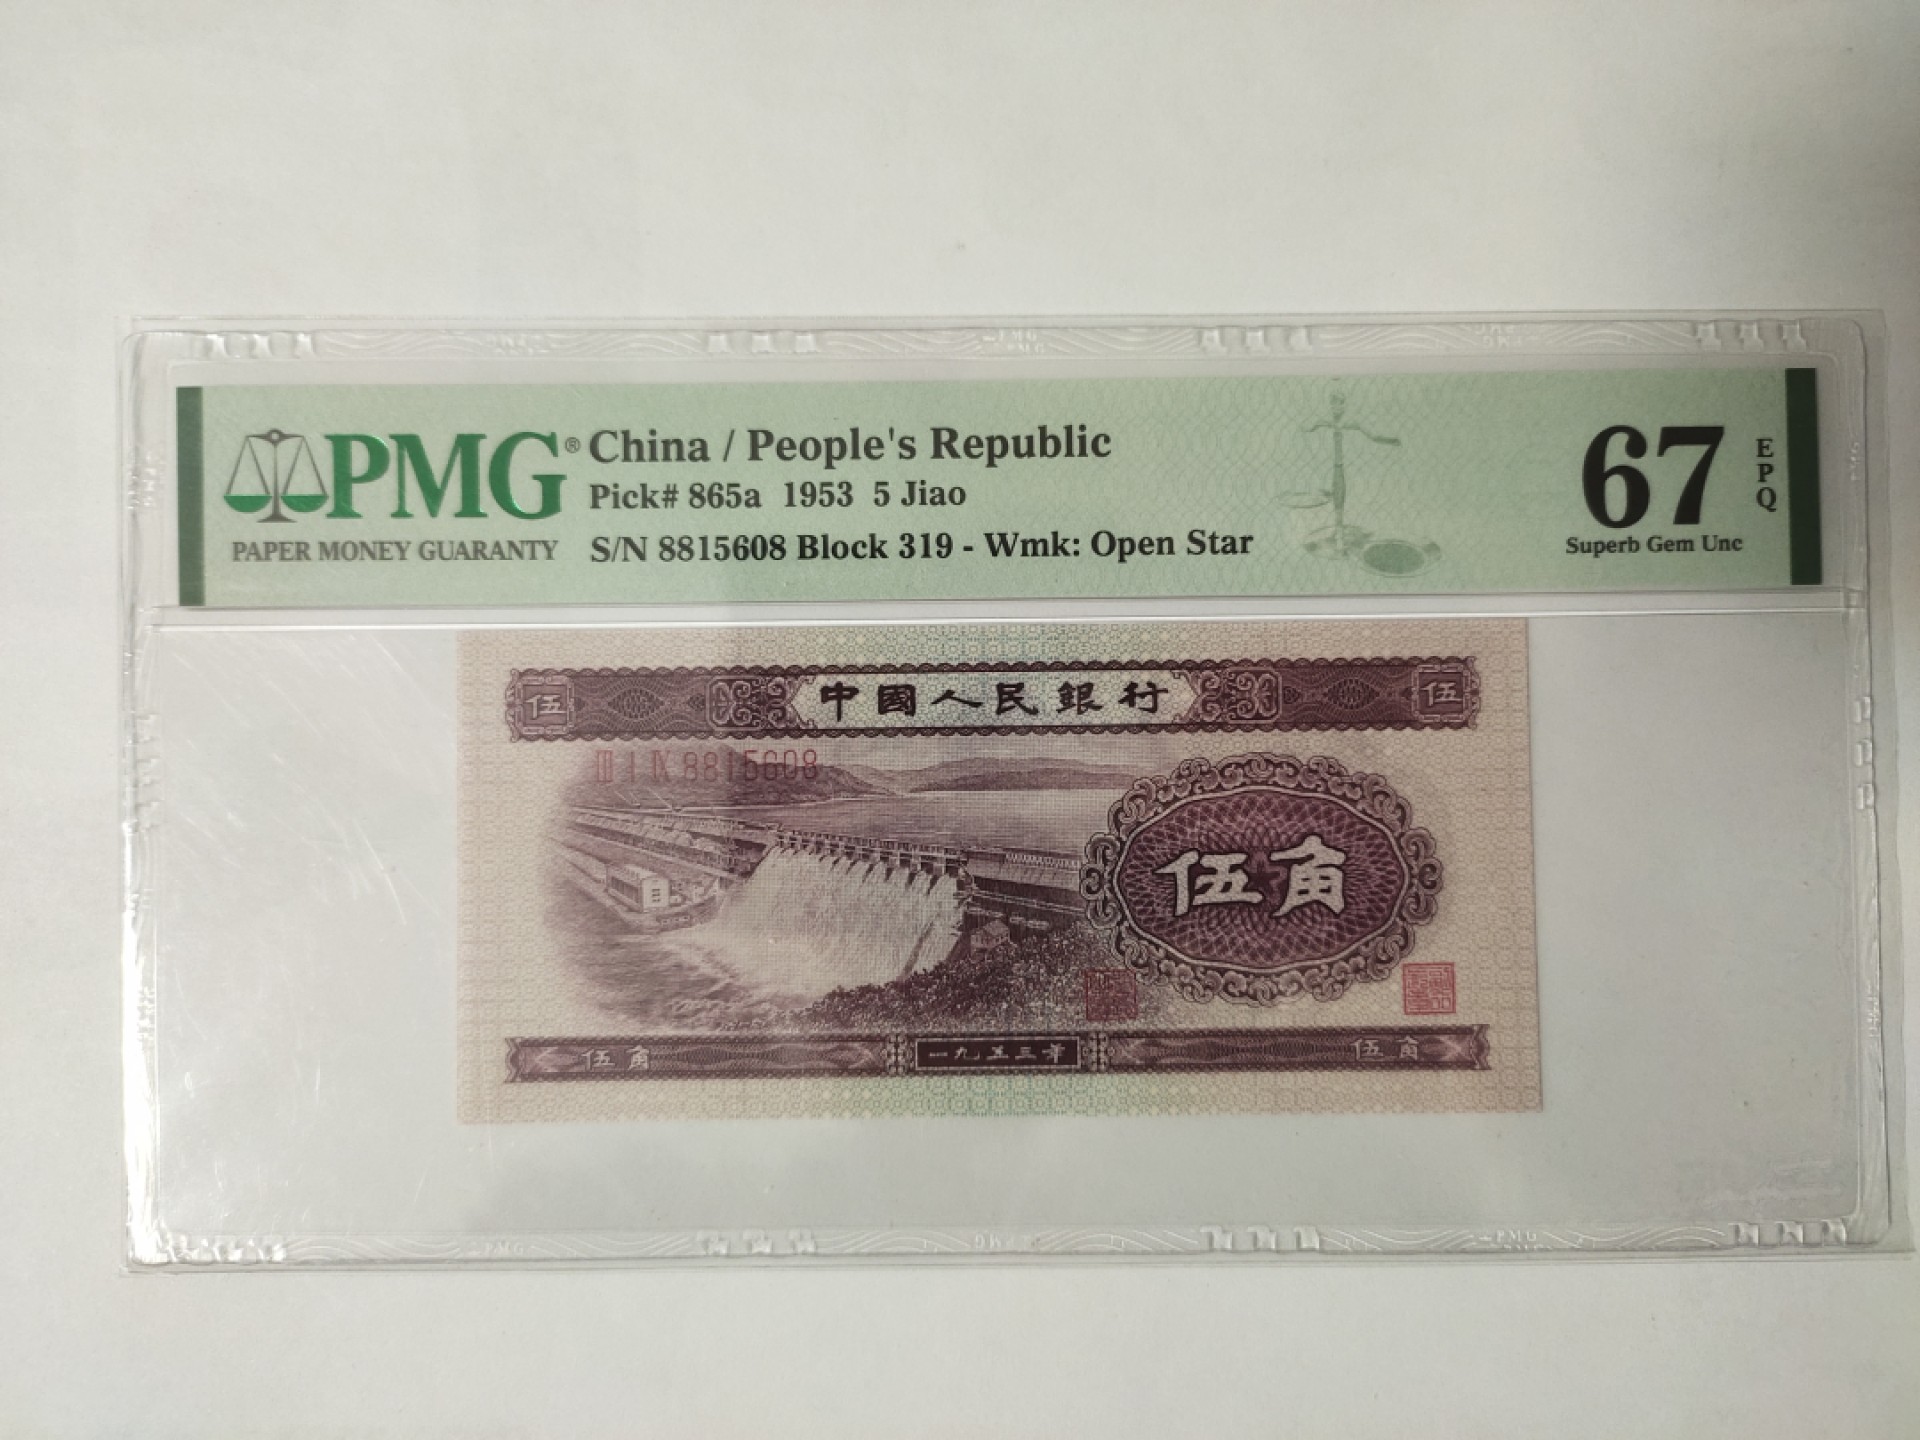 PMG®
PAPER MONEY GUARANTY
China / People's Republic
Pick# 865a 1953 5 Jiao
S/N 8815608 Block 319 - Wmk: Open Star
67
EPQ
Superb Gem Unc
伍 中國人民銀行 伍
III I IX 8815608
伍角
伍角 一九五三年 伍角